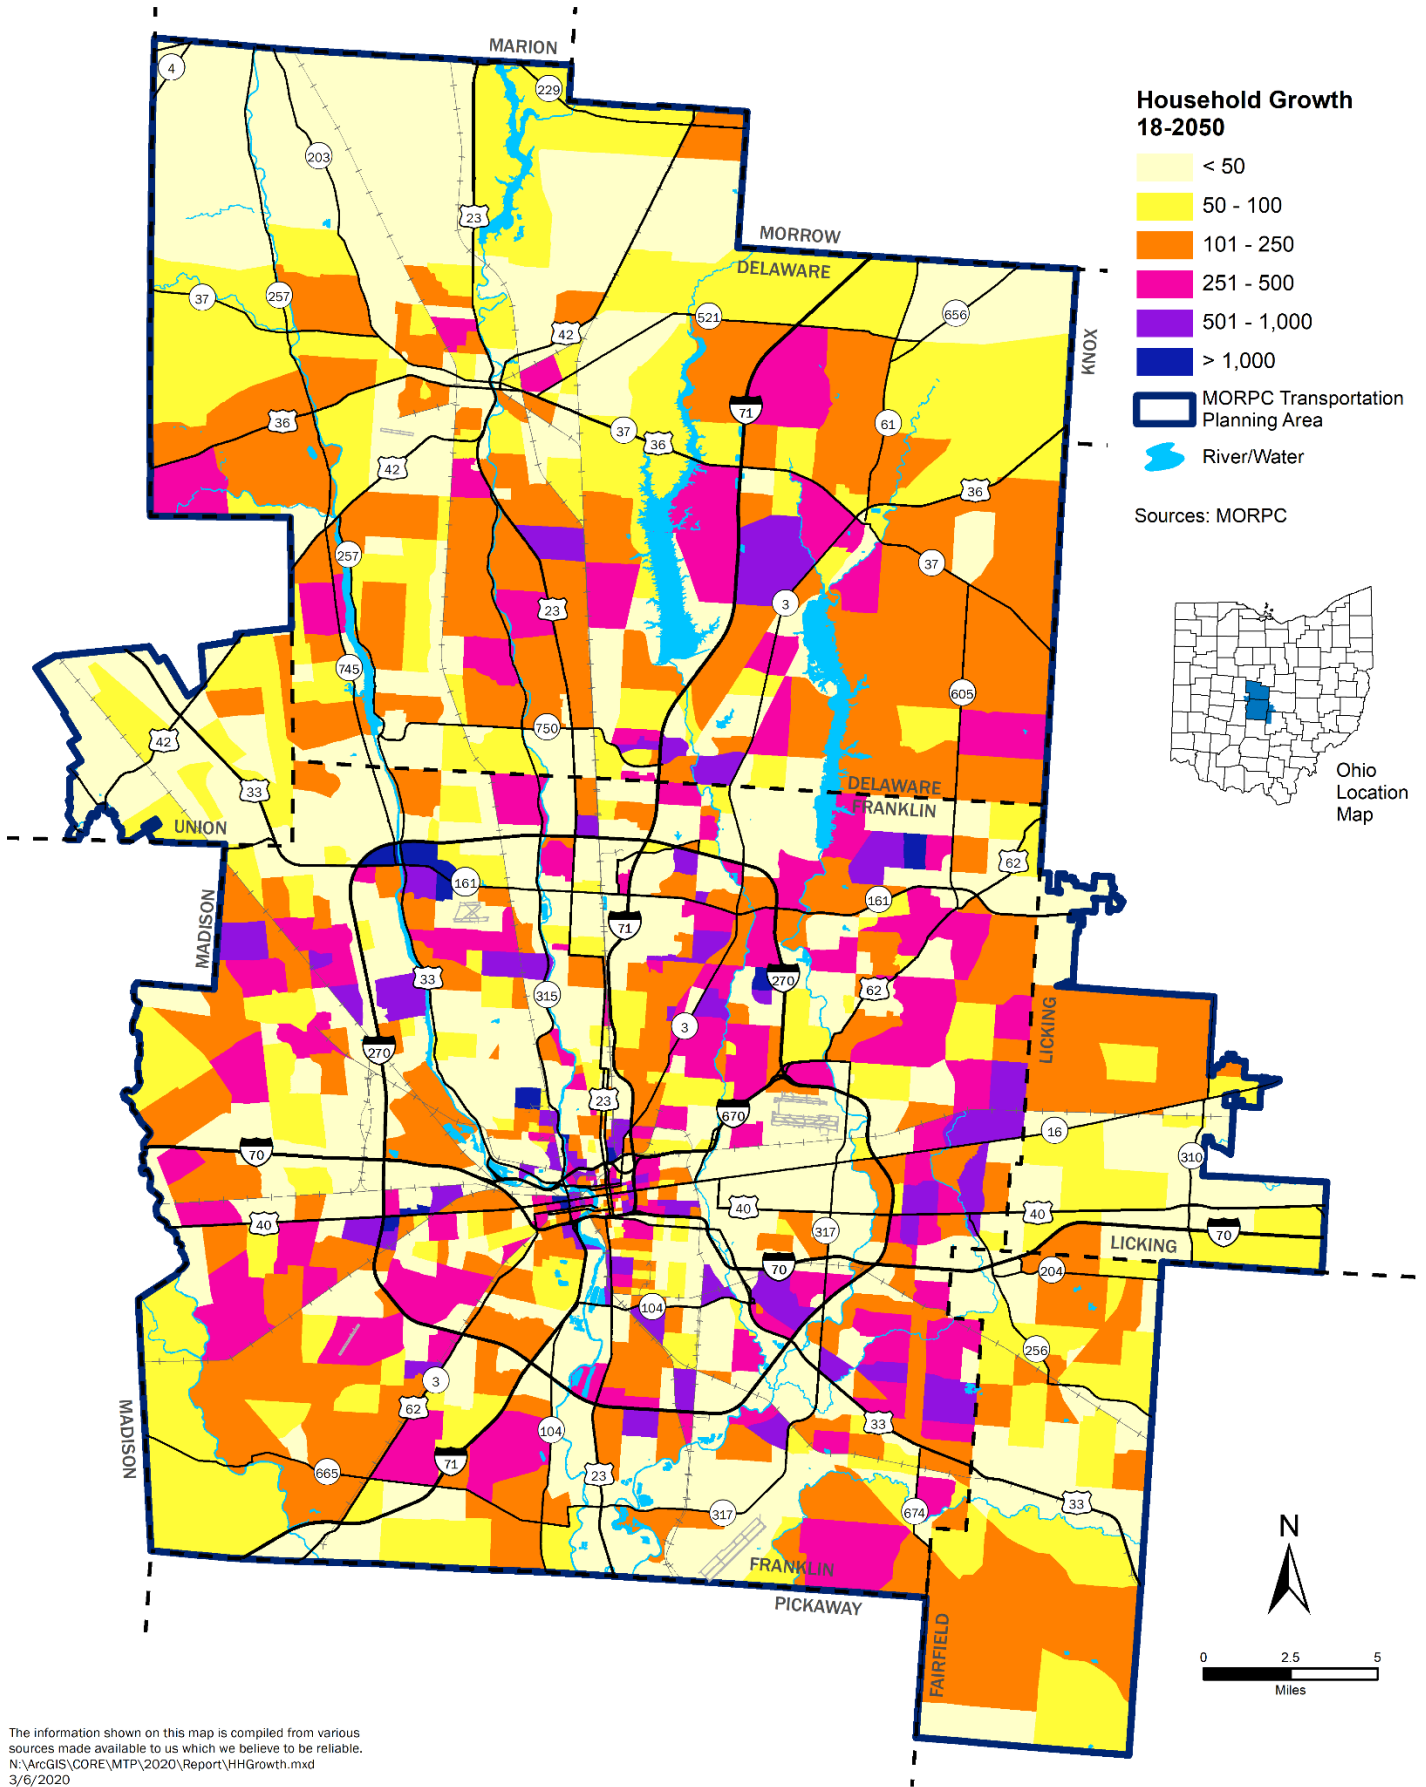 MARION
4
229
203
23
MORROW
DELAWARE
37
257
521
656
42
KNOX
71
36
37
36
61
42
36
257
37
23
3
745
605
42
750
33
DELAWARE
FRANKLIN
UNION
62
161
161
MADISON
71
33
270
62
315
3
LICKING
270
23
670
16
70
310
40
40
40
317
70
LICKING
70
204
104
256
3
62
33
MADISON
104
71
665
23
33
317
674
FRANKLIN
PICKAWAY
FAIRFIELD
Household Growth
18-2050
< 50
50 - 100
101 - 250
251 - 500
501 - 1,000
> 1,000
MORPC Transportation
Planning Area
River/Water
Sources: MORPC
Ohio
Location
Map
N
0 2.5 5
Miles
The information shown on this map is compiled from various
sources made available to us which we believe to be reliable.
N:\ArcGIS\CORE\MTP\2020\Report\HHGrowth.mxd
3/6/2020